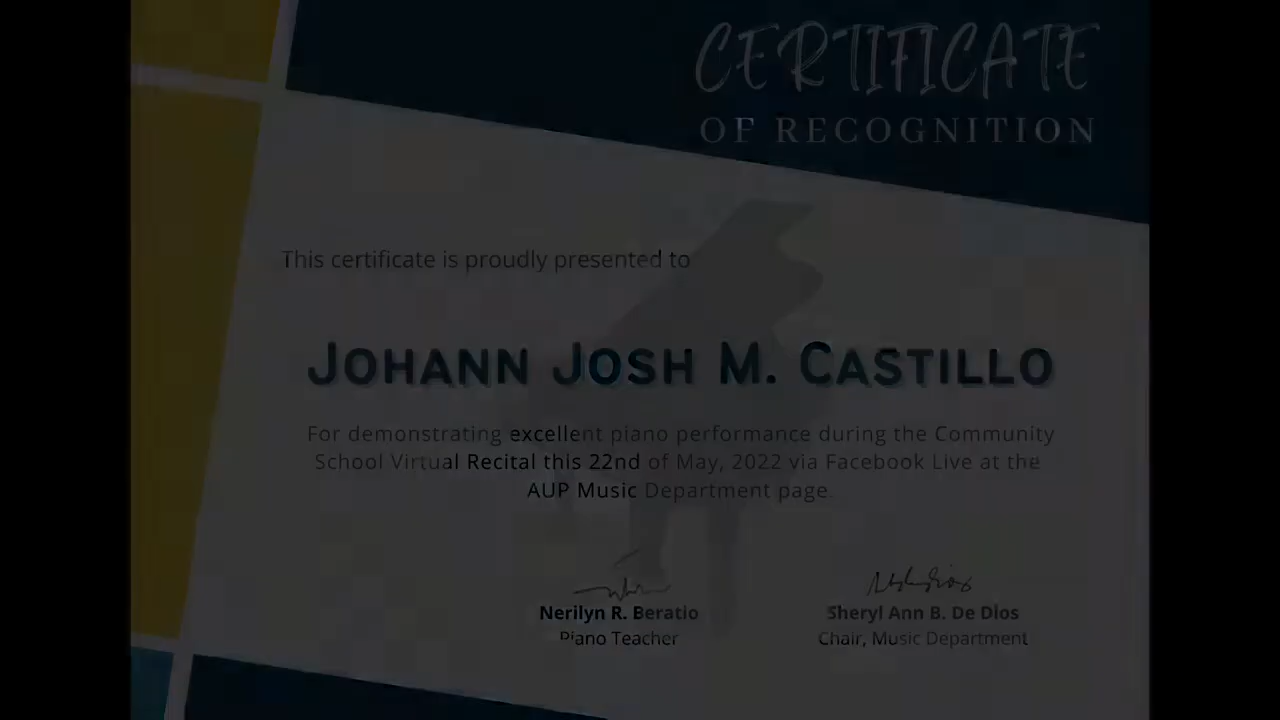 CERTIFICATE
OF RECOGNITION
This certificate is proudly presented to
JOHANN JOSH M. CASTILLO
For demonstrating excellent piano performance during the Community
School Virtual Recital this 22nd of May, 2022 via Facebook Live at the
AUP Music Department page.
Nerilyn R. Beratio Sheryl Ann B. De Dios
Piano Teacher Chair, Music Department